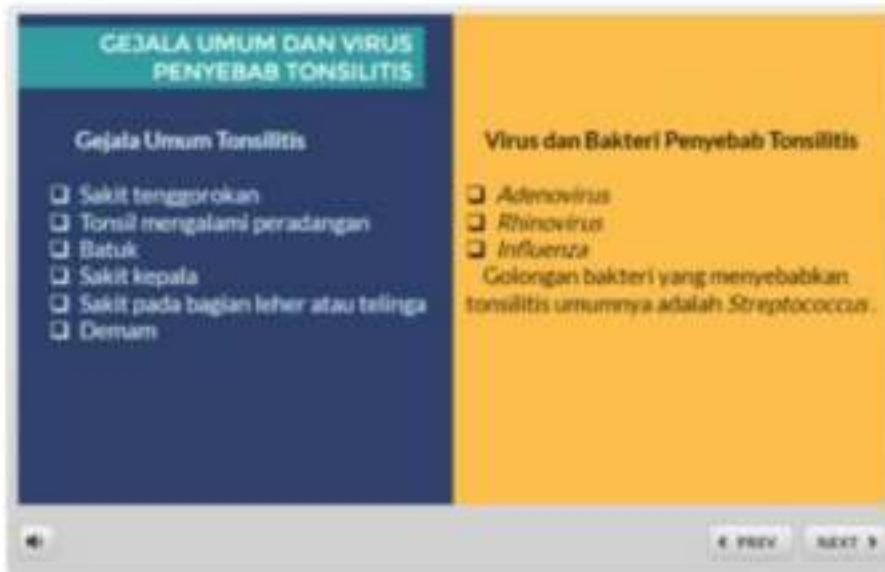 GEJALA UMUM DAN VIRUS
PENYEBAB TONSILITIS
Gejala Umum Tonsilitis
❑ Sakit tenggorokan
❑ Tonsil mengalami peradangan
❑ Batuk
❑ Sakit kepala
❑ Sakit pada bagian leher atau telinga
❑ Demam
Virus dan Bakteri Penyebab Tonsilitis
❑ Adenovirus
❑ Rhinovirus
❑ Influenza
Golongan bakteri yang menyebabkan
tonsilitis umumnya adalah Streptococcus.
PREV
NEXT